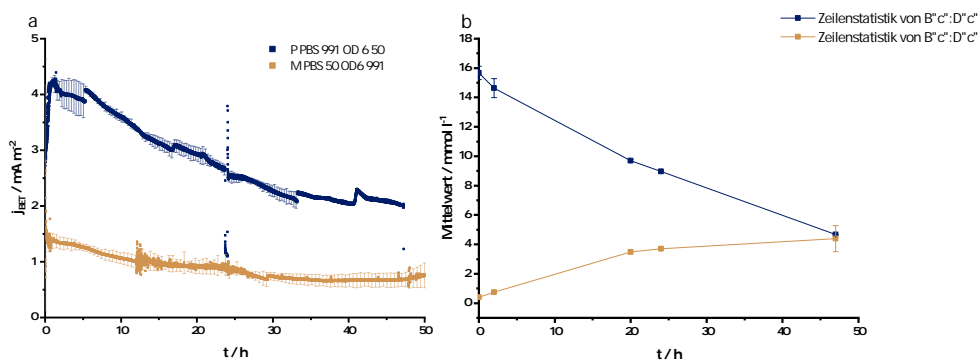 a
P PBS 991 OD 6 50
M PBS 50 OD6 991
5
4
3
2
1
0
j BET / mA m-2
0 10 20 30 40 50
t / h
b
Zeilenstatistik von B"c":D"c"
Zeilenstatistik von B"c":D"c"
18
16
14
12
10
8
6
4
2
0
Mittelwert / mmol l-1
0 10 20 30 40 50
t / h